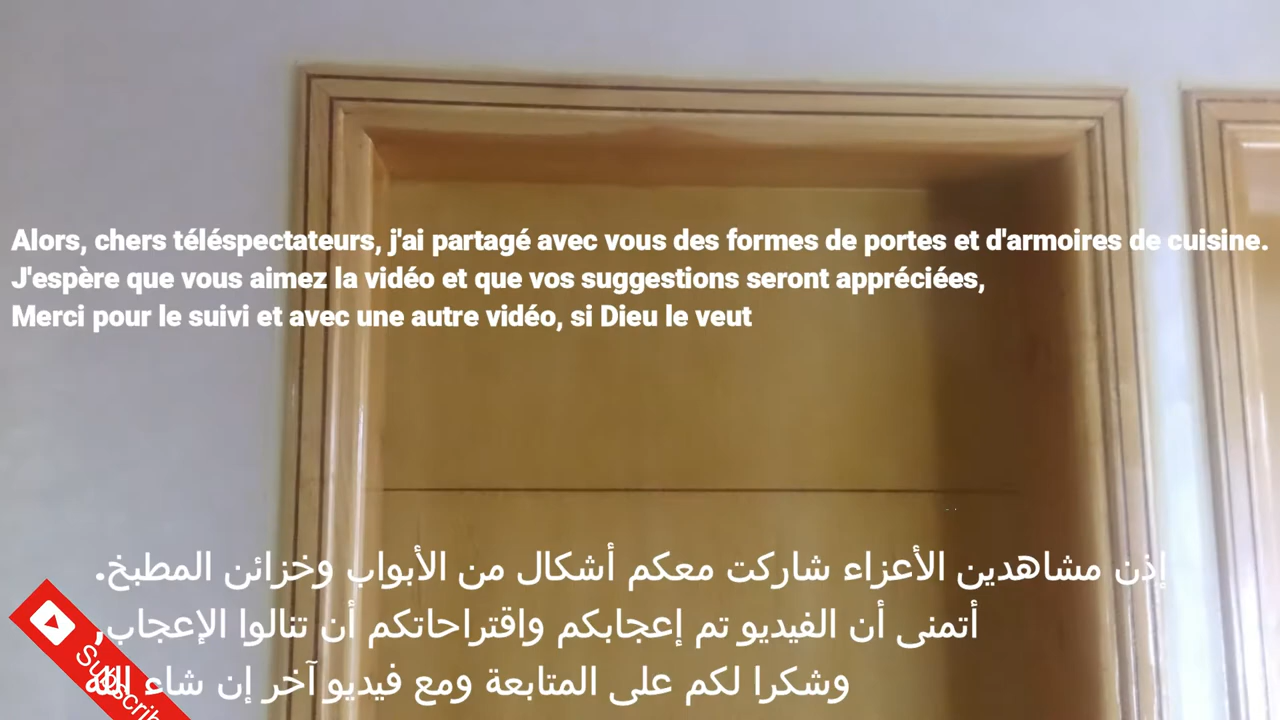 Alors, chers téléspectateurs, j'ai partagé avec vous des formes de portes et d'armoires de cuisine.
J'espère que vous aimez la vidéo et que vos suggestions seront appréciées,
Merci pour le suivi et avec une autre vidéo, si Dieu le veut
إذن مشاهدين الأعزاء شاركت معكم أشكال من الأبواب وخزائن المطبخ.
أتمنى أن الفيديو تم إعجابكم واقتراحاتكم أن تنالوا الإعجاب,
وشكرا لكم على المتابعة ومع فيديو آخر إن شاء الله